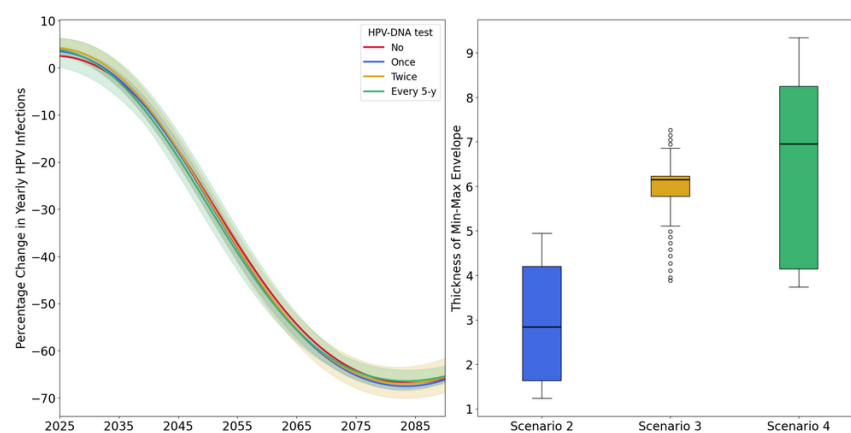 Percentage Change in Yearly HPV Infections
10
0
−10
−20
−30
−40
−50
−60
−70
2025
2035
2045
2055
2065
2075
2085
HPV-DNA test
No
Once
Twice
Every 5-y
Thickness of Min-Max Envelope
9
8
7
6
5
4
3
2
1
Scenario 2
Scenario 3
Scenario 4